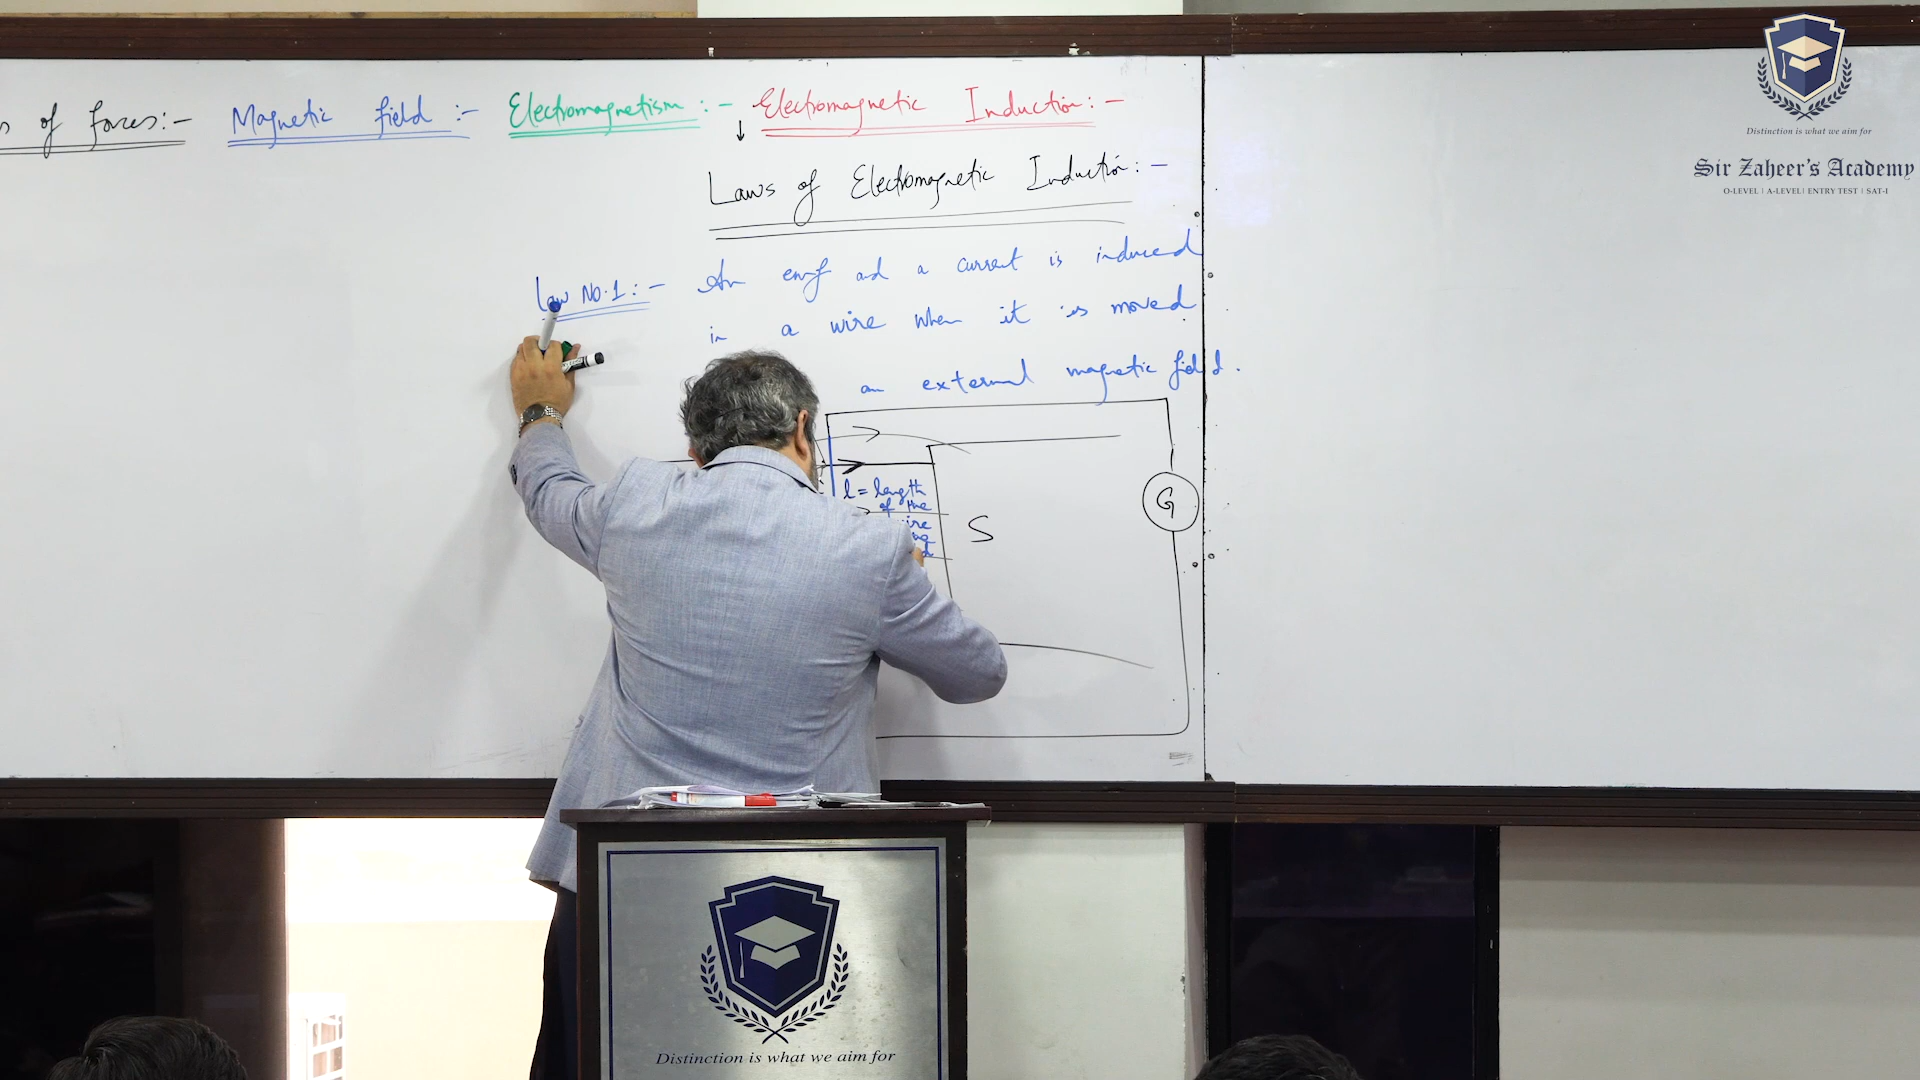 of forces:-
Magnetic field :-
Electromagnetism :-
Electromagnetic Induction :-
Laws of Electromagnetic Induction :-
Law No.1 :- An emf and a current is induced
in a wire when it is moved
an external magnetic field.
l = length
of the
S
G
Distinction is what we aim for
Sir Zaheer's Academy
O-LEVEL | A-LEVEL | ENTRY TEST | SAT-I
Distinction is what we aim for